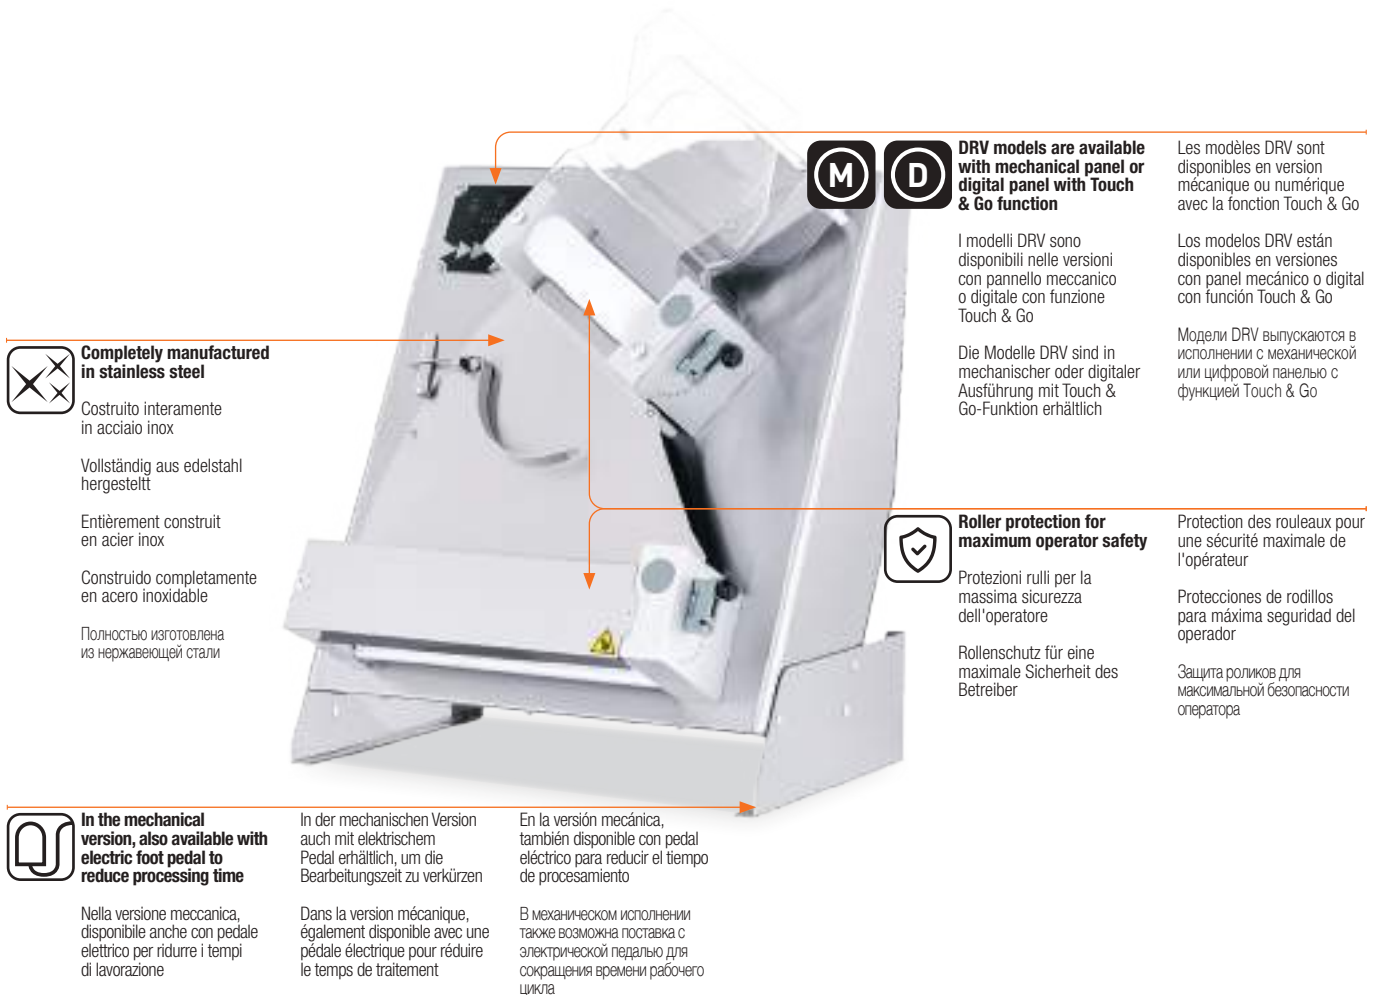 M
D
DRV models are available
with mechanical panel or
digital panel with Touch
& Go function
I modelli DRV sono
disponibili nelle versioni
con pannello meccanico
o digitale con funzione
Touch & Go
Die Modelle DRV sind in
mechanischer oder digitaler
Ausführung mit Touch &
Go-Funktion erhältlich
Les modèles DRV sont
disponibles en version
mécanique ou numérique
avec la fonction Touch & Go
Los modelos DRV están
disponibles en versiones
con panel mecánico o digital
con función Touch & Go
Модели DRV выпускаются в
исполнении с механической
или цифровой панелью с
функцией Touch & Go
Completely manufactured
in stainless steel
Costruito interamente
in acciaio inox
Vollständig aus edelstahl
hergesteltt
Entièrement construit
en acier inox
Construido completamente
en acero inoxidable
Полностью изготовлена
из нержавеющей стали
Roller protection for
maximum operator safety
Protezioni rulli per la
massima sicurezza
dell'operatore
Rollenschutz für eine
maximale Sicherheit des
Betreiber
Protection des rouleaux pour
une sécurité maximale de
l'opérateur
Protecciones de rodillos
para máxima seguridad del
operador
Защита роликов для
максимальной безопасности
оператора
In the mechanical
version, also available with
electric foot pedal to
reduce processing time
Nella versione meccanica,
disponibile anche con pedale
elettrico per ridurre i tempi
di lavorazione
In der mechanischen Version
auch mit elektrischem
Pedal erhältlich, um die
Bearbeitungszeit zu verkürzen
Dans la version mécanique,
également disponible avec une
pédale électrique pour réduire
le temps de traitement
En la versión mecánica,
también disponible con pedal
eléctrico para reducir el tiempo
de procesamiento
В механическом исполнении
также возможна поставка с
электрической педалью для
сокращения времени рабочего
цикла